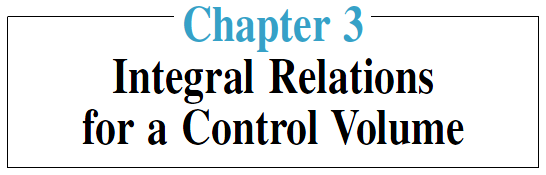 Chapter 3
Integral Relations
for a Control Volume